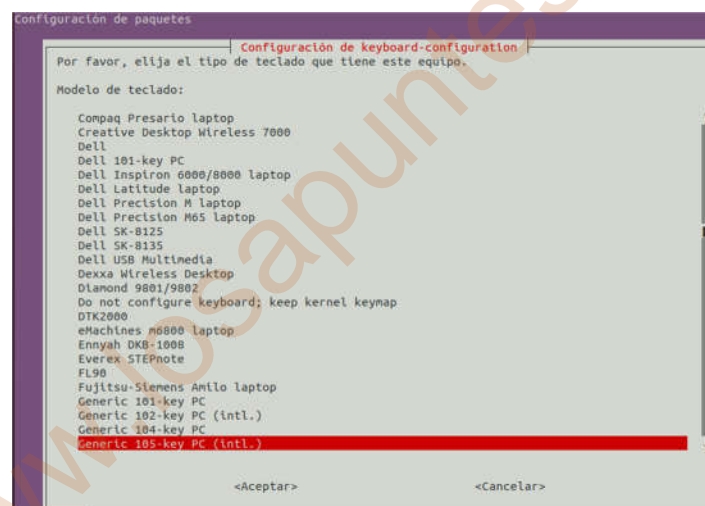 Configuración de paquetes
Configuración de keyboard-configuration
Por favor, elija el tipo de teclado que tiene este equipo.
Modelo de teclado:
Compaq Presario laptop
Creative Desktop Wireless 7000
Dell
Dell 101-key PC
Dell Inspiron 6000/8000 laptop
Dell Latitude laptop
Dell Precision M laptop
Dell Precision M65 laptop
Dell SK-8125
Dell SK-8135
Dell USB Multimedia
Dexxa Wireless Desktop
Diamond 9801/9802
Do not configure keyboard; keep kernel keymap
DTK2000
eMachines m6800 laptop
Ennyah DKB-1008
Everex STEPnote
FL90
Fujitsu-Siemens Amilo laptop
Generic 101-key PC
Generic 102-key PC (intl.)
Generic 104-key PC
Generic 105-key PC (intl.)
<Aceptar> <Cancelar>